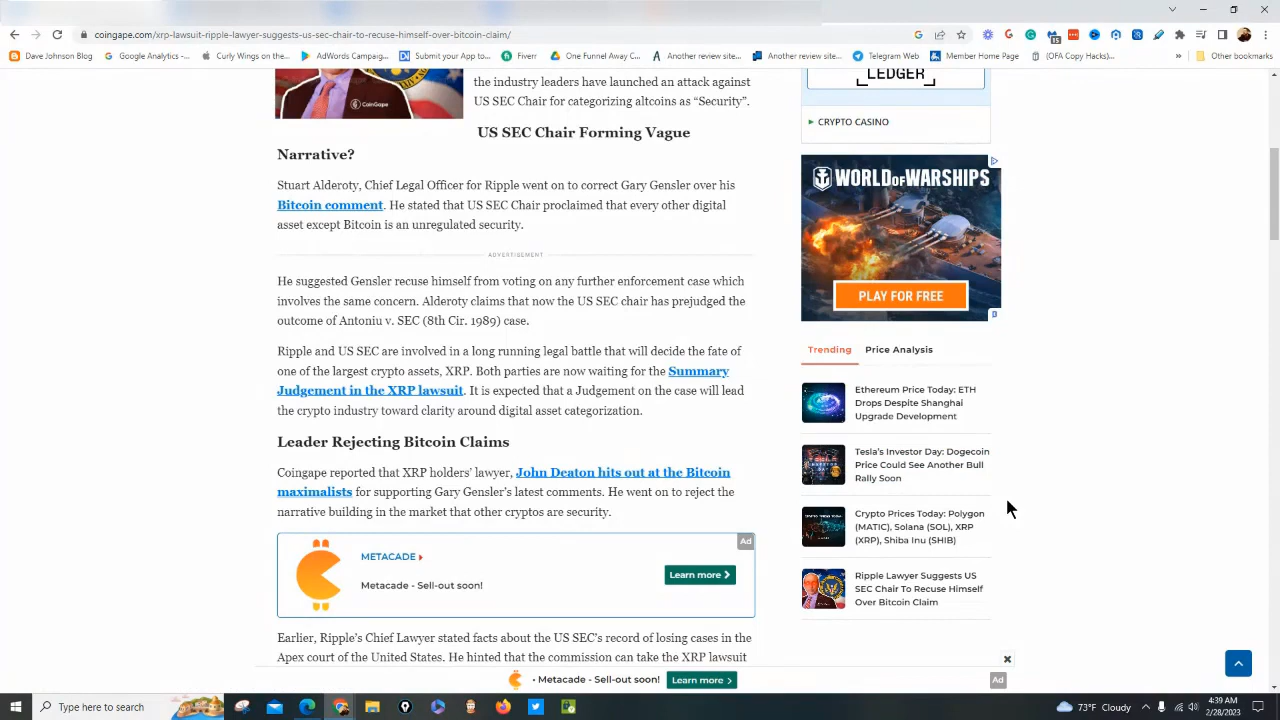 coingape.com/xrp-lawsuit-ripple-lawyer-suggests-us-sec-chair-to-recuse-himself-over-bitcoin-claim/
Dave Johnson Blog
Google Analytics -...
Curly Wings on the...
AdWords Campaig...
Submit your app to...
Fiverr
One Funnel Away C...
Another review site...
Another review site...
Telegram Web
Member Home Page
(OFA Copy Hacks)...
»
Other bookmarks
CoinGape
the industry leaders have launched an attack against
US SEC Chair for categorizing altcoins as “Security”.
US SEC Chair Forming Vague
Narrative?
Stuart Alderoty, Chief Legal Officer for Ripple went on to correct Gary Gensler over his
Bitcoin comment. He stated that US SEC Chair proclaimed that every other digital
asset except Bitcoin is an unregulated security.
ADVERTISEMENT
He suggested Gensler recuse himself from voting on any further enforcement case which
involves the same concern. Alderoty claims that now the US SEC chair has prejudged the
outcome of Antoniu v. SEC (8th Cir. 1989) case.
Ripple and US SEC are involved in a long running legal battle that will decide the fate of
one of the largest crypto assets, XRP. Both parties are now waiting for the Summary
Judgement in the XRP lawsuit. It is expected that a Judgement on the case will lead
the crypto industry toward clarity around digital asset categorization.
Leader Rejecting Bitcoin Claims
Coingape reported that XRP holders’ lawyer, John Deaton hits out at the Bitcoin
maximalists for supporting Gary Gensler’s latest comments. He went on to reject the
narrative building in the market that other cryptos are security.
Ad
METACADE
Metacade - Sell-out soon!
Learn more
Earlier, Ripple’s Chief Lawyer stated facts about the US SEC’s record of losing cases in the
Apex court of the United States. He hinted that the commission can take the XRP lawsuit
LEDGER
CRYPTO CASINO
WORLD OF WARSHIPS
PLAY FOR FREE
Trending
Price Analysis
Ethereum Price Today: ETH
Drops Despite Shanghai
Upgrade Development
Tesla’s Investor Day: Dogecoin
Price Could See Another Bull
Rally Soon
Crypto Prices Today: Polygon
(MATIC), Solana (SOL), XRP
(XRP), Shiba Inu (SHIB)
Ripple Lawyer Suggests US
SEC Chair To Recuse Himself
Over Bitcoin Claim
• Metacade - Sell-out soon!
Learn more
Ad
Type here to search
73°F Cloudy
4:39 AM
2/28/2023